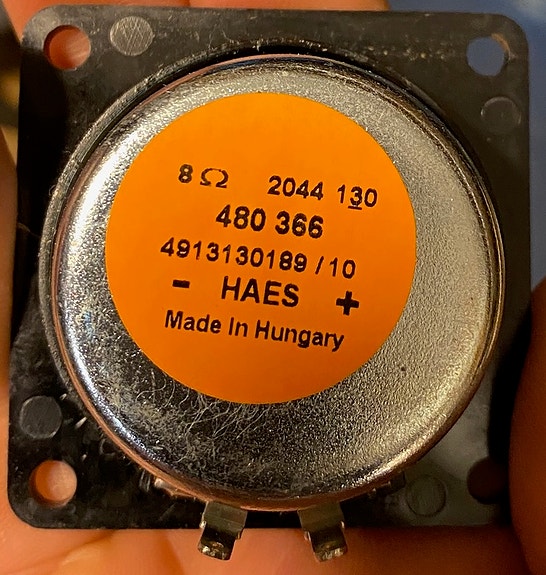 8 Ω 2044 130
480 366
4913130189 / 10
- HAES +
Made In Hungary